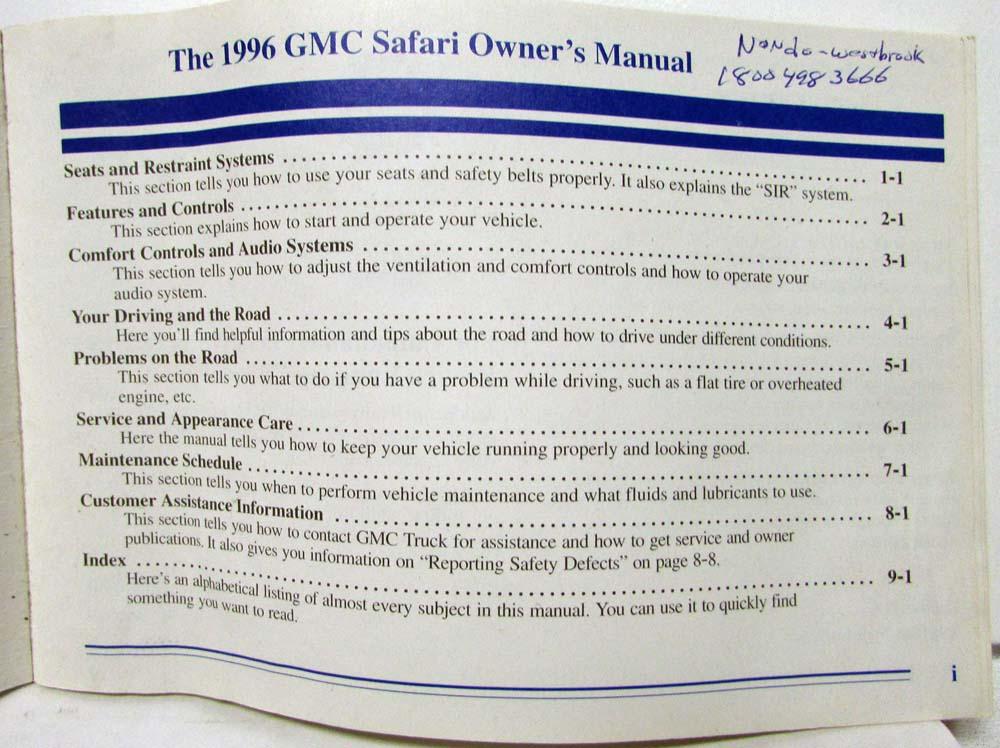 The 1996 GMC Safari Owner's Manual
Nando-westbrook
1800 498 3666
Seats and Restraint Systems ........ 1-1
This section tells you how to use your seats and safety belts properly. It also explains the “SIR” system.
Features and Controls ........ 2-1
This section explains how to start and operate your vehicle.
Comfort Controls and Audio Systems ........ 3-1
This section tells you how to adjust the ventilation and comfort controls and how to operate your
audio system.
Your Driving and the Road ........ 4-1
Here you'll find helpful information and tips about the road and how to drive under different conditions.
Problems on the Road ........ 5-1
This section tells you what to do if you have a problem while driving, such as a flat tire or overheated
engine, etc.
Service and Appearance Care ........ 6-1
Here the manual tells you how to keep your vehicle running properly and looking good.
Maintenance Schedule ........ 7-1
This section tells you when to perform vehicle maintenance and what fluids and lubricants to use.
Customer Assistance Information ........ 8-1
This section tells you how to contact GMC Truck for assistance and how to get service and owner
publications. It also gives you information on “Reporting Safety Defects” on page 8-8.
Index ........ 9-1
Here's an alphabetical listing of almost every subject in this manual. You can use it to quickly find
something you want to read.
i